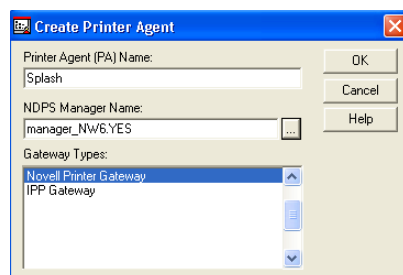 Create Printer Agent
Printer Agent (PA) Name:
OK
Splash
Cancel
NDPS Manager Name:
manager_NW6.YES
...
Help
Gateway Types:
Novell Printer Gateway
IPP Gateway